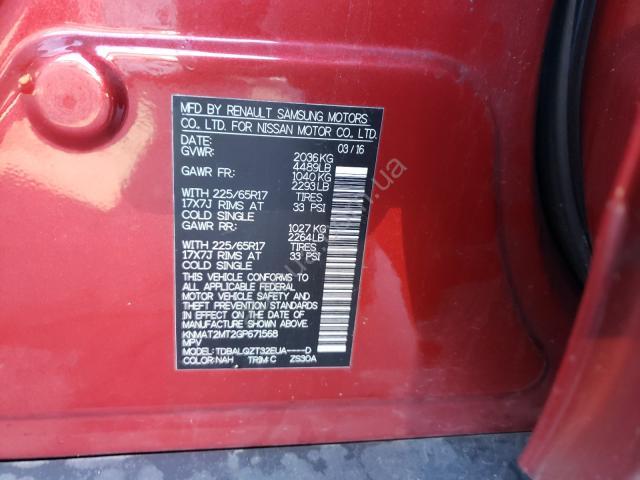 MFD BY RENAULT SAMSUNG MOTORS
CO., LTD. FOR NISSAN MOTOR CO., LTD.
DATE: 03/16
GVWR: 2036KG
4489LB
GAWR FR: 1040KG
2293LB
WITH 225/65R17 TIRES
17X7J RIMS AT 33 PSI
COLD SINGLE
GAWR RR: 1027 KG
2264LB
WITH 225/65R17 TIRES
17X7J RIMS AT 33 PSI
COLD SINGLE
THIS VEHICLE CONFORMS TO
ALL APPLICABLE FEDERAL
MOTOR VEHICLE SAFETY AND
THEFT PREVENTION STANDARDS
IN EFFECT ON THE DATE OF
MANUFACTURE SHOWN ABOVE.
KNMAT2MT2GP671568
MPV
MODEL:TDBALQZT32EUA----D
COLOR:NAH TRIM:C ZS30A